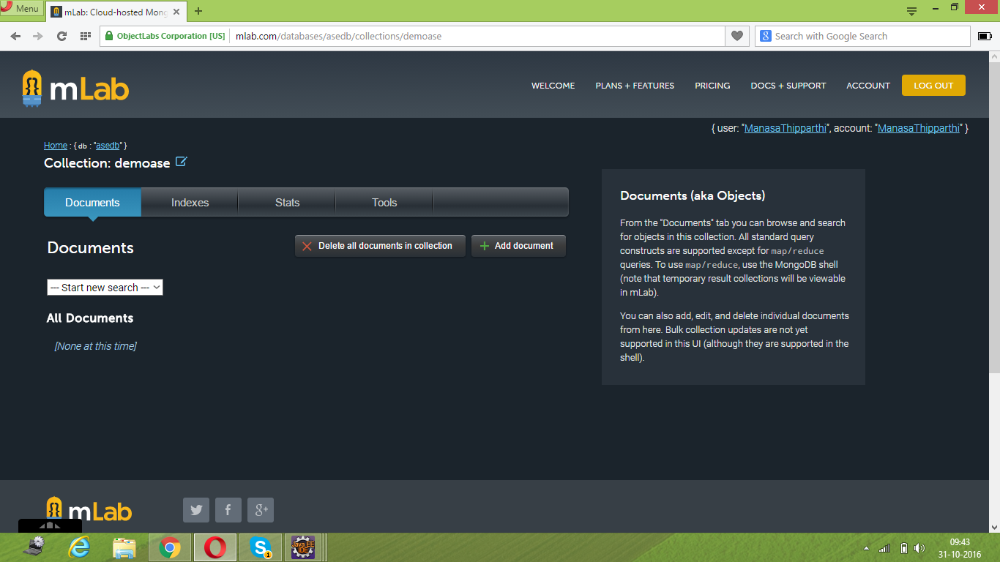 Menu
mLab: Cloud-hosted Mong
ObjectLabs Corporation [US]
mlab.com/databases/asedb/collections/demoase
Search with Google Search
mLab
WELCOME
PLANS + FEATURES
PRICING
DOCS + SUPPORT
ACCOUNT
LOG OUT
{ user: "ManasaThipparthi", account: "ManasaThipparthi" }
Home : { db : "asedb" }
Collection: demoase
Documents
Indexes
Stats
Tools
Documents
Delete all documents in collection
Add document
--- Start new search ---
All Documents
[None at this time]
Documents (aka Objects)
From the "Documents" tab you can browse and search
for objects in this collection. All standard query
constructs are supported except for map/reduce
queries. To use map/reduce, use the MongoDB shell
(note that temporary result collections will be viewable
in mLab).
You can also add, edit, and delete individual documents
from here. Bulk collection updates are not yet
supported in this UI (although they are supported in the
shell).
mLab
Java EE
IDE
1
09:43
31-10-2016